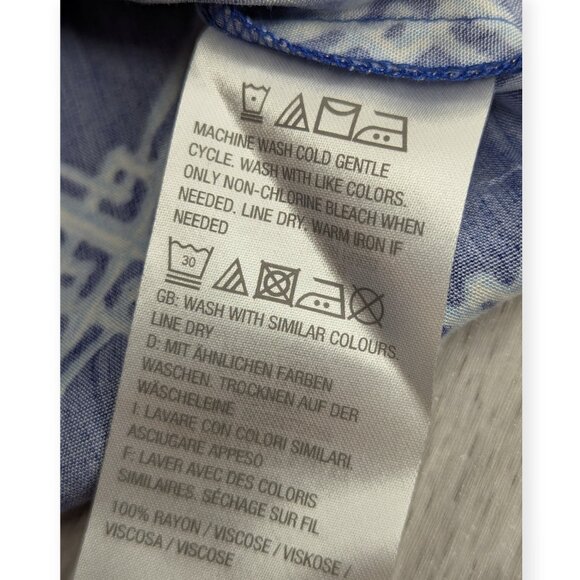 MACHINE WASH COLD GENTLE
CYCLE. WASH WITH LIKE COLORS.
ONLY NON-CHLORINE BLEACH WHEN
NEEDED. LINE DRY. WARM IRON IF
NEEDED
30
GB: WASH WITH SIMILAR COLOURS.
LINE DRY
D: MIT ÄHNLICHEN FARBEN
WASCHEN. TROCKNEN AUF DER
WÄSCHELEINE
I: LAVARE CON COLORI SIMILARI.
ASCIUGARE APPESO
F: LAVER AVEC DES COLORIS
SIMILAIRES. SÉCHAGE SUR FIL
100% RAYON / VISCOSE / VISKOSE /
VISCOSA / VISCOSE